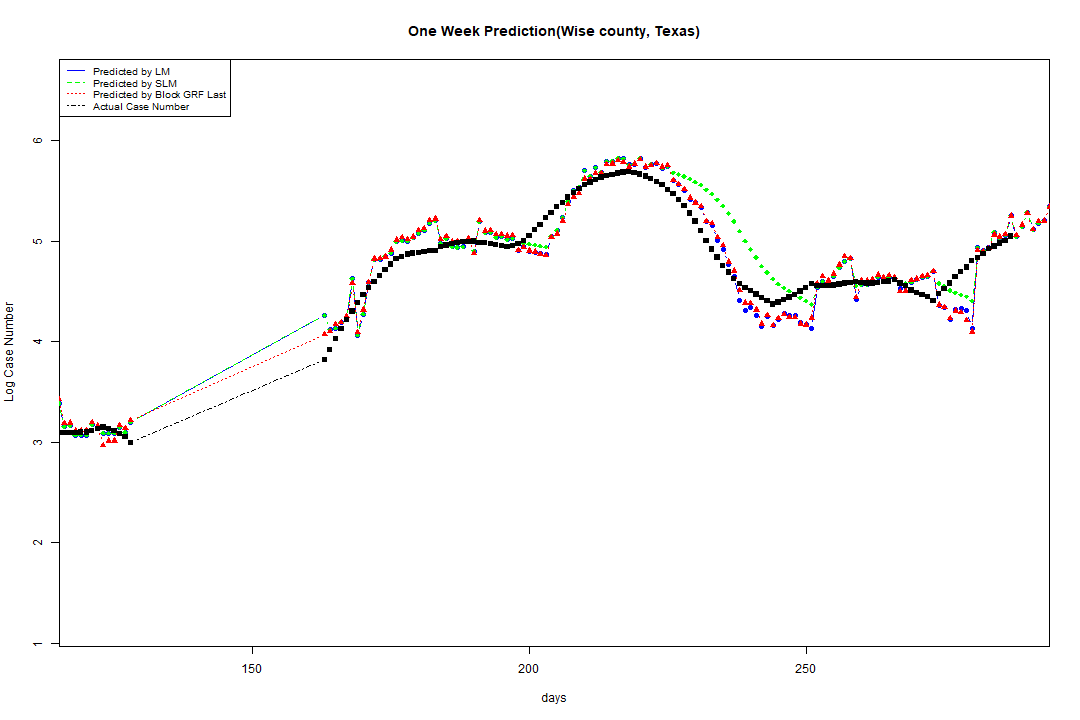 One Week Prediction(Wise county, Texas)
Predicted by LM
Predicted by SLM
Predicted by Block GRF Last
Actual Case Number
6
5
4
3
2
1
Log Case Number
150 200 250
days